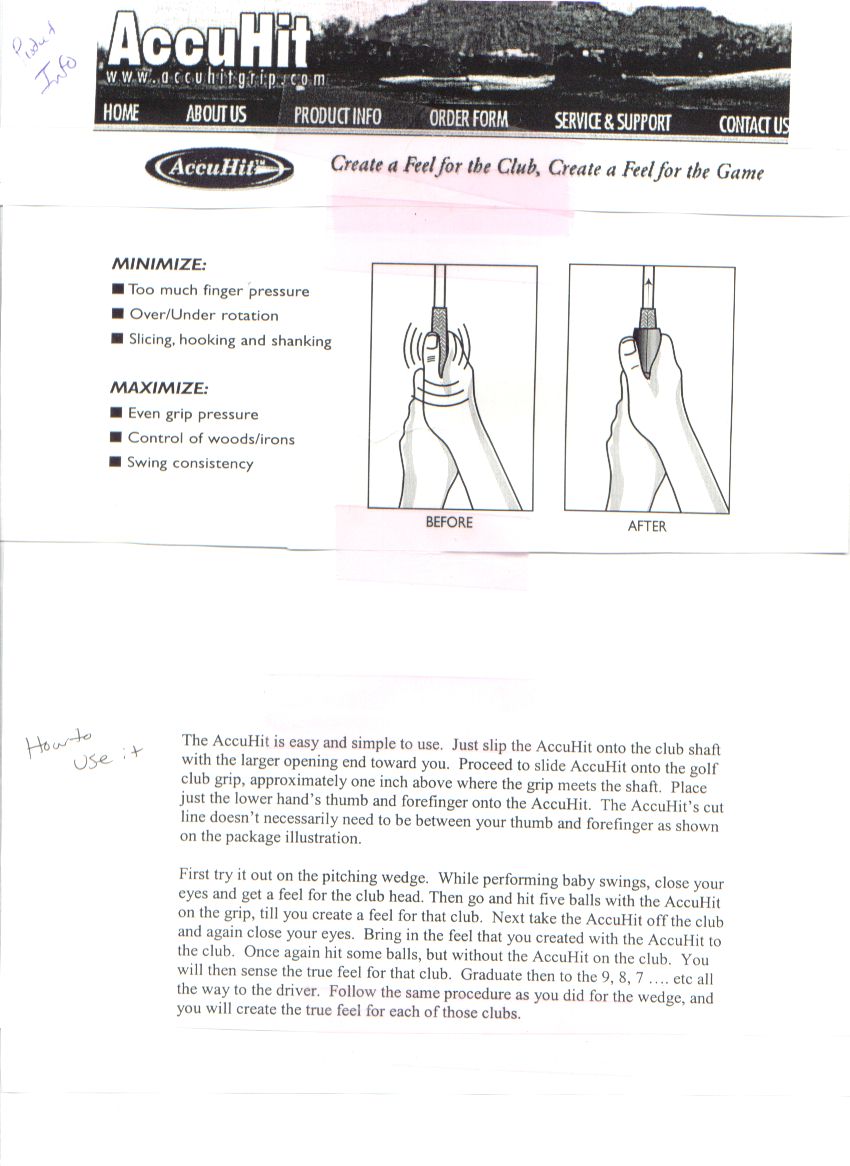 Product
Info
AccuHit
www.accuhitgrip.com
HOME ABOUT US PRODUCT INFO ORDER FORM SERVICE & SUPPORT CONTACT US
AccuHit™ Create a Feel for the Club, Create a Feel for the Game
MINIMIZE:
■ Too much finger pressure
■ Over/Under rotation
■ Slicing, hooking and shanking
MAXIMIZE:
■ Even grip pressure
■ Control of woods/irons
■ Swing consistency
BEFORE AFTER
How to
use it
The AccuHit is easy and simple to use. Just slip the AccuHit onto the club shaft
with the larger opening end toward you. Proceed to slide AccuHit onto the golf
club grip, approximately one inch above where the grip meets the shaft. Place
just the lower hand's thumb and forefinger onto the AccuHit. The AccuHit's cut
line doesn't necessarily need to be between your thumb and forefinger as shown
on the package illustration.
First try it out on the pitching wedge. While performing baby swings, close your
eyes and get a feel for the club head. Then go and hit five balls with the AccuHit
on the grip, till you create a feel for that club. Next take the AccuHit off the club
and again close your eyes. Bring in the feel that you created with the AccuHit to
the club. Once again hit some balls, but without the AccuHit on the club. You
will then sense the true feel for that club. Graduate then to the 9, 8, 7 .... etc all
the way to the driver. Follow the same procedure as you did for the wedge, and
you will create the true feel for each of those clubs.